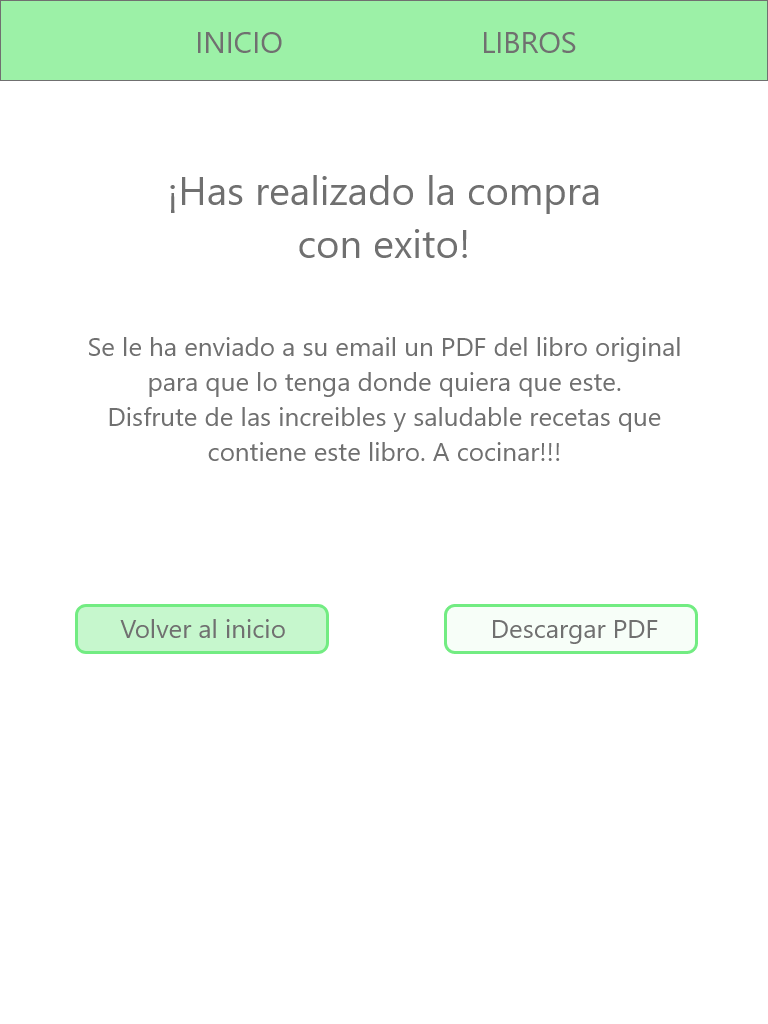 INICIO LIBROS
¡Has realizado la compra
con exito!
Se le ha enviado a su email un PDF del libro original
para que lo tenga donde quiera que este.
Disfrute de las increibles y saludable recetas que
contiene este libro. A cocinar!!!
Volver al inicio Descargar PDF